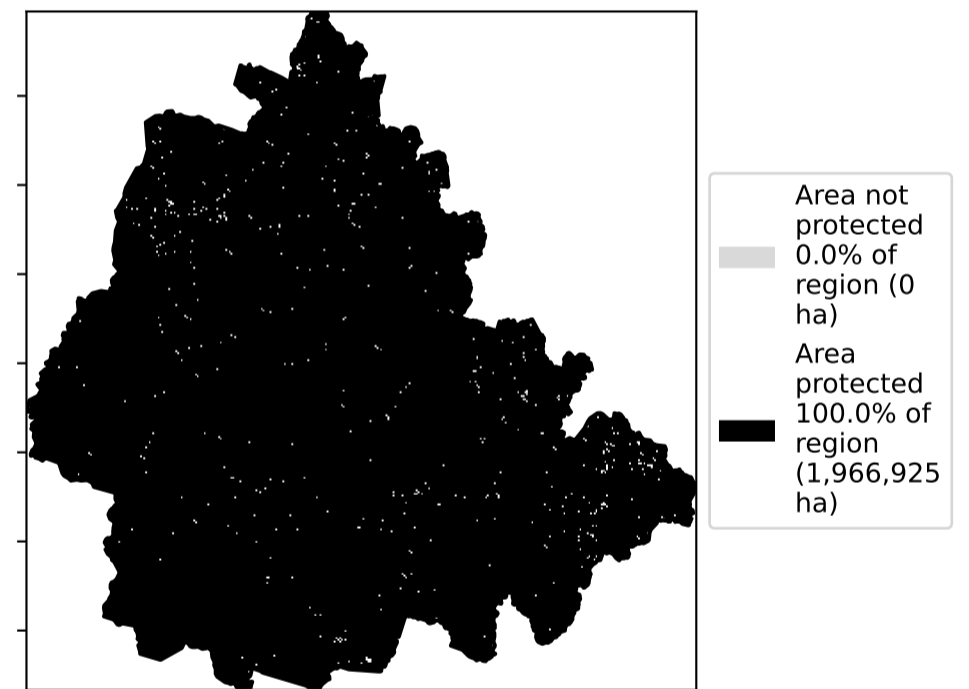 Area not
protected
0.0% of
region (0
ha)
Area
protected
100.0% of
region
(1,966,925
ha)